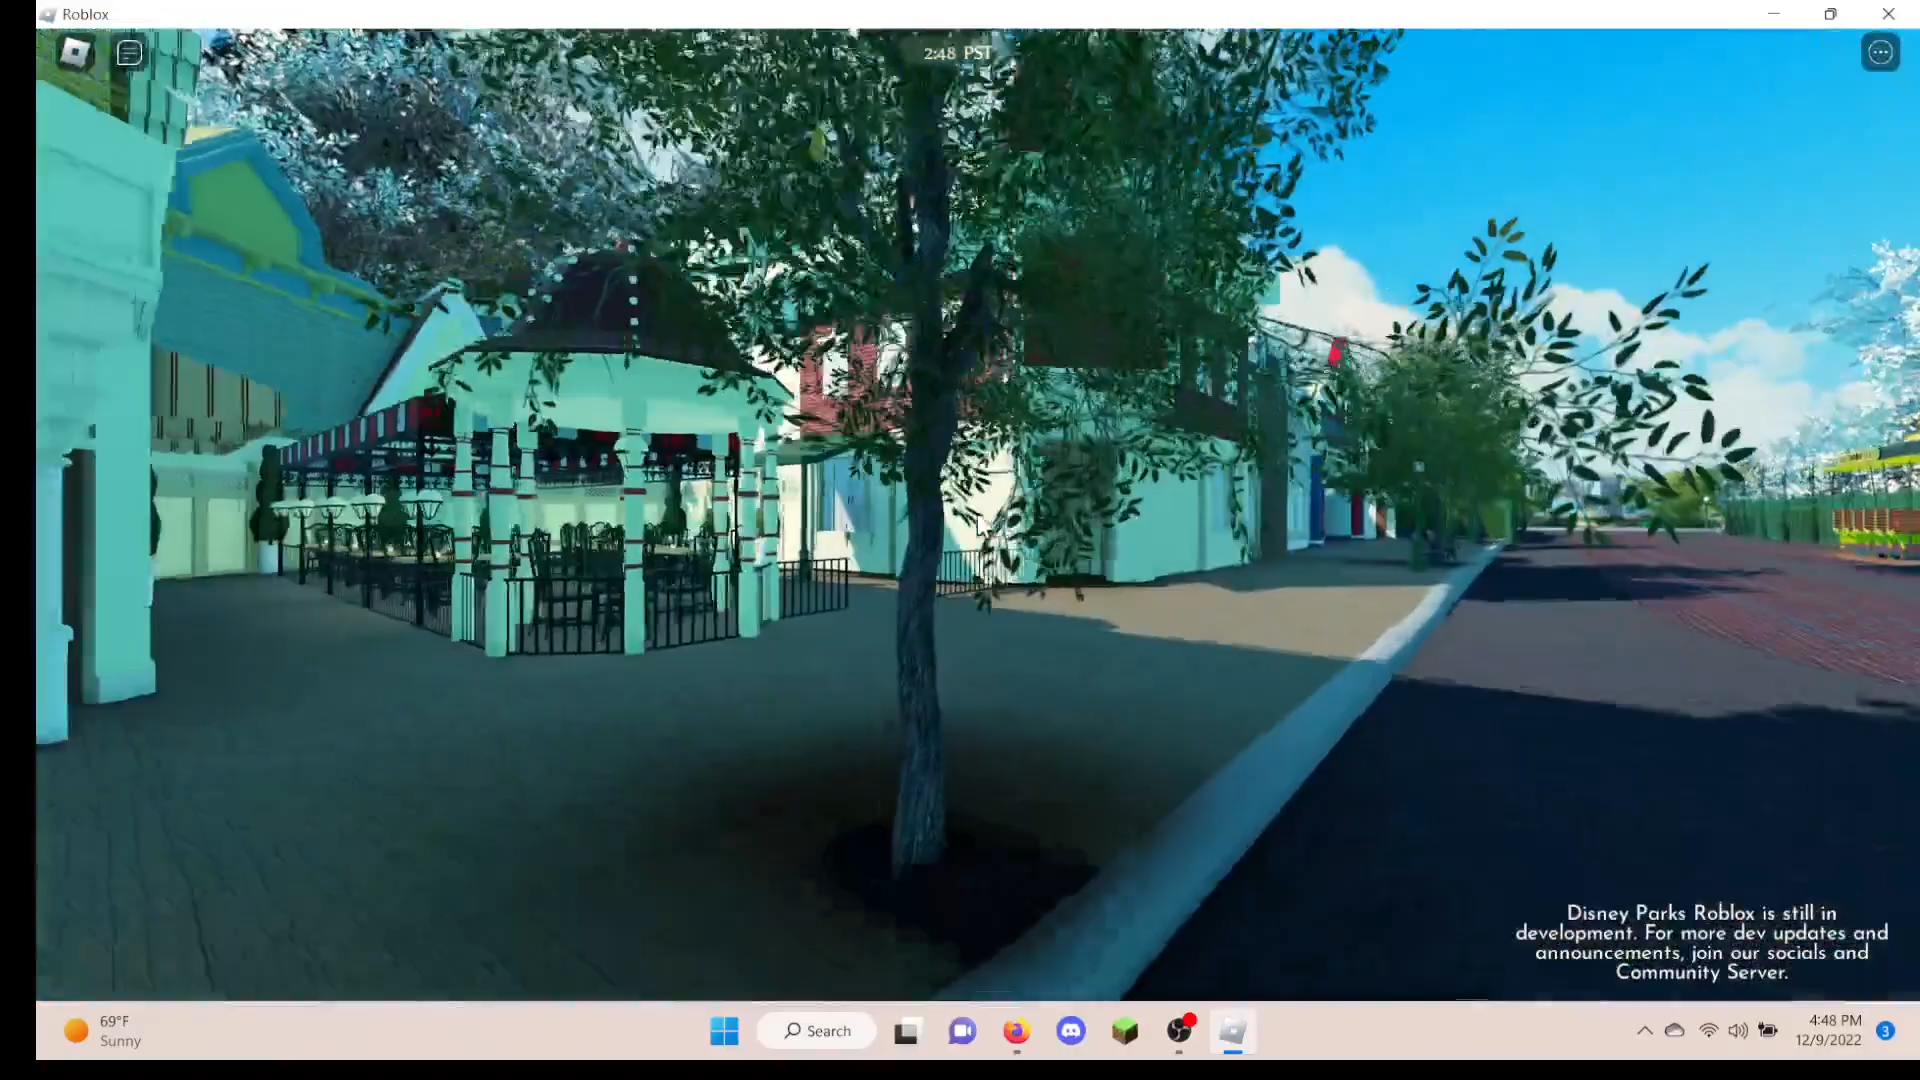 Roblox
2:48 PST
Disney Parks Roblox is still in
development. For more dev updates and
announcements, join our socials and
Community Server.
69°F
Sunny
Search
4:48 PM
12/9/2022
3